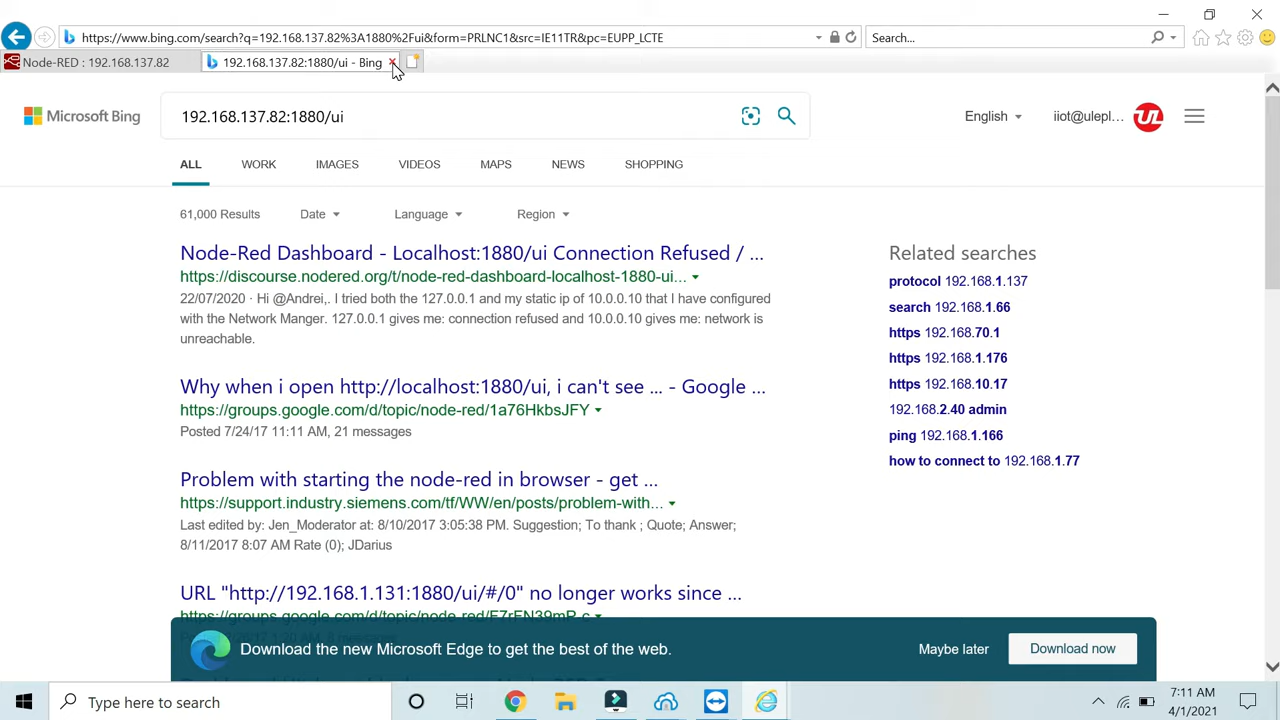 https://www.bing.com/search?q=192.168.137.82%3A1880%2Fui&form=PRLNC1&src=IE11TR&pc=EUPP_LCTE
Search...
Node-RED : 192.168.137.82
192.168.137.82:1880/ui - Bing
Microsoft Bing
192.168.137.82:1880/ui
English
iiot@ulepl...
UL
ALL
WORK
IMAGES
VIDEOS
MAPS
NEWS
SHOPPING
61,000 Results
Date
Language
Region
Node-Red Dashboard - Localhost:1880/ui Connection Refused / ...
https://discourse.nodered.org/t/node-red-dashboard-localhost-1880-ui...
22/07/2020 · Hi @Andrei,. I tried both the 127.0.0.1 and my static ip of 10.0.0.10 that I have configured
with the Network Manger. 127.0.0.1 gives me: connection refused and 10.0.0.10 gives me: network is
unreachable.
Why when i open http://localhost:1880/ui, i can't see ... - Google ...
https://groups.google.com/d/topic/node-red/1a76HkbsJFY
Posted 7/24/17 11:11 AM, 21 messages
Problem with starting the node-red in browser - get ...
https://support.industry.siemens.com/tf/WW/en/posts/problem-with...
Last edited by: Jen_Moderator at: 8/10/2017 3:05:38 PM. Suggestion; To thank ; Quote; Answer;
8/11/2017 8:07 AM Rate (0); JDarius
URL "http://192.168.1.131:1880/ui/#/0" no longer works since ...
Related searches
protocol 192.168.1.137
search 192.168.1.66
https 192.168.70.1
https 192.168.1.176
https 192.168.10.17
192.168.2.40 admin
ping 192.168.1.166
how to connect to 192.168.1.77
Download the new Microsoft Edge to get the best of the web.
Maybe later
Download now
Type here to search
7:11 AM
4/1/2021